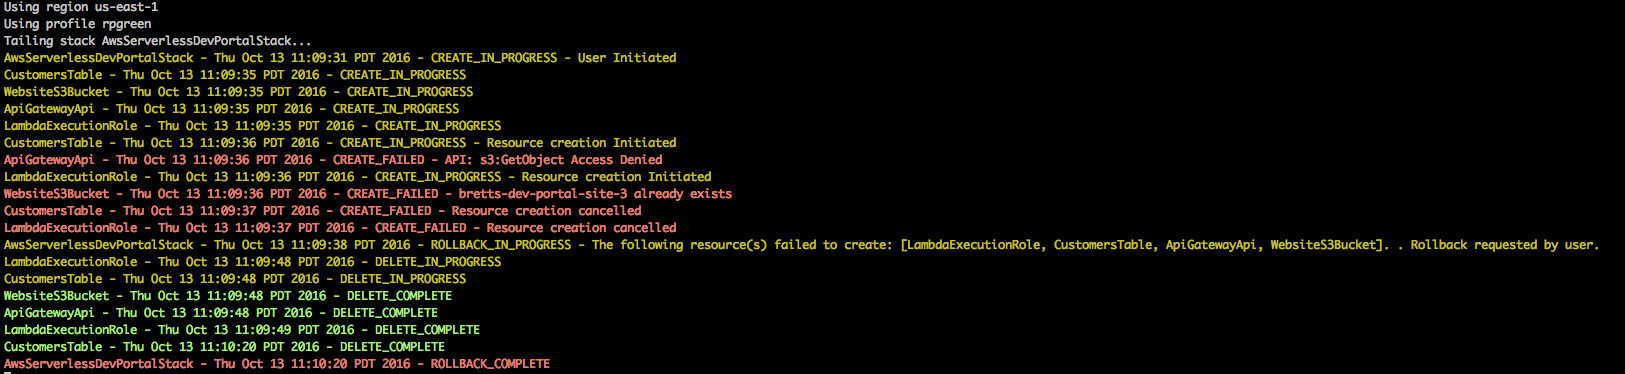 Using region us-east-1
Using profile rpgreen
Tailing stack AwsServerlessDevPortalStack...
AwsServerlessDevPortalStack - Thu Oct 13 11:09:31 PDT 2016 - CREATE_IN_PROGRESS - User Initiated
CustomersTable - Thu Oct 13 11:09:35 PDT 2016 - CREATE_IN_PROGRESS
WebsiteS3Bucket - Thu Oct 13 11:09:35 PDT 2016 - CREATE_IN_PROGRESS
ApiGatewayApi - Thu Oct 13 11:09:35 PDT 2016 - CREATE_IN_PROGRESS
LambdaExecutionRole - Thu Oct 13 11:09:35 PDT 2016 - CREATE_IN_PROGRESS
CustomersTable - Thu Oct 13 11:09:36 PDT 2016 - CREATE_IN_PROGRESS - Resource creation Initiated
ApiGatewayApi - Thu Oct 13 11:09:36 PDT 2016 - CREATE_FAILED - API: s3:GetObject Access Denied
LambdaExecutionRole - Thu Oct 13 11:09:36 PDT 2016 - CREATE_IN_PROGRESS - Resource creation Initiated
WebsiteS3Bucket - Thu Oct 13 11:09:36 PDT 2016 - CREATE_FAILED - bretts-dev-portal-site-3 already exists
CustomersTable - Thu Oct 13 11:09:37 PDT 2016 - CREATE_FAILED - Resource creation cancelled
LambdaExecutionRole - Thu Oct 13 11:09:37 PDT 2016 - CREATE_FAILED - Resource creation cancelled
AwsServerlessDevPortalStack - Thu Oct 13 11:09:38 PDT 2016 - ROLLBACK_IN_PROGRESS - The following resource(s) failed to create: [LambdaExecutionRole, CustomersTable, ApiGatewayApi, WebsiteS3Bucket]. . Rollback requested by user.
LambdaExecutionRole - Thu Oct 13 11:09:48 PDT 2016 - DELETE_IN_PROGRESS
CustomersTable - Thu Oct 13 11:09:48 PDT 2016 - DELETE_IN_PROGRESS
WebsiteS3Bucket - Thu Oct 13 11:09:48 PDT 2016 - DELETE_COMPLETE
ApiGatewayApi - Thu Oct 13 11:09:48 PDT 2016 - DELETE_COMPLETE
LambdaExecutionRole - Thu Oct 13 11:09:49 PDT 2016 - DELETE_COMPLETE
CustomersTable - Thu Oct 13 11:10:20 PDT 2016 - DELETE_COMPLETE
AwsServerlessDevPortalStack - Thu Oct 13 11:10:20 PDT 2016 - ROLLBACK_COMPLETE